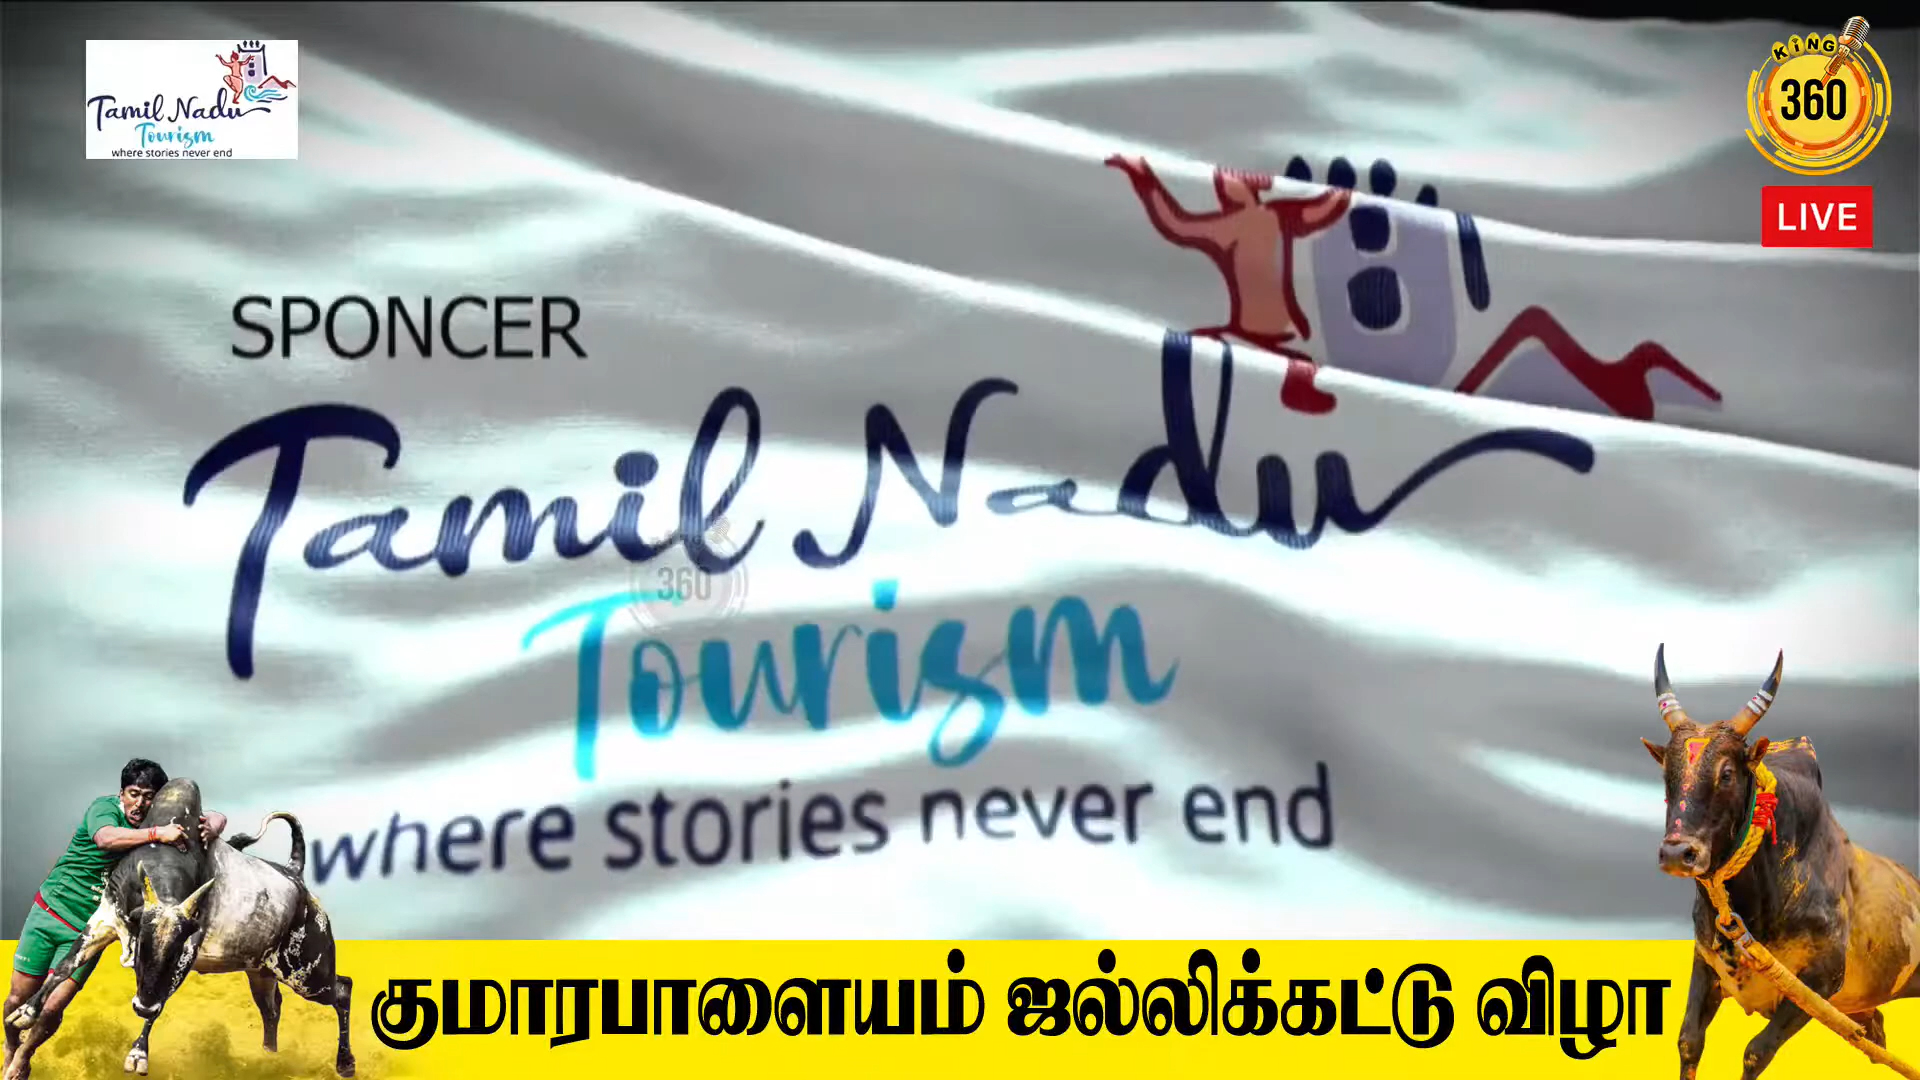 Tamil Nadu
Tourism
where stories never end
KING
360
LIVE
SPONCER
Tamil Nadu
360
Tourism
where stories never end
குமாரபாளையம் ஜல்லிக்கட்டு விழா